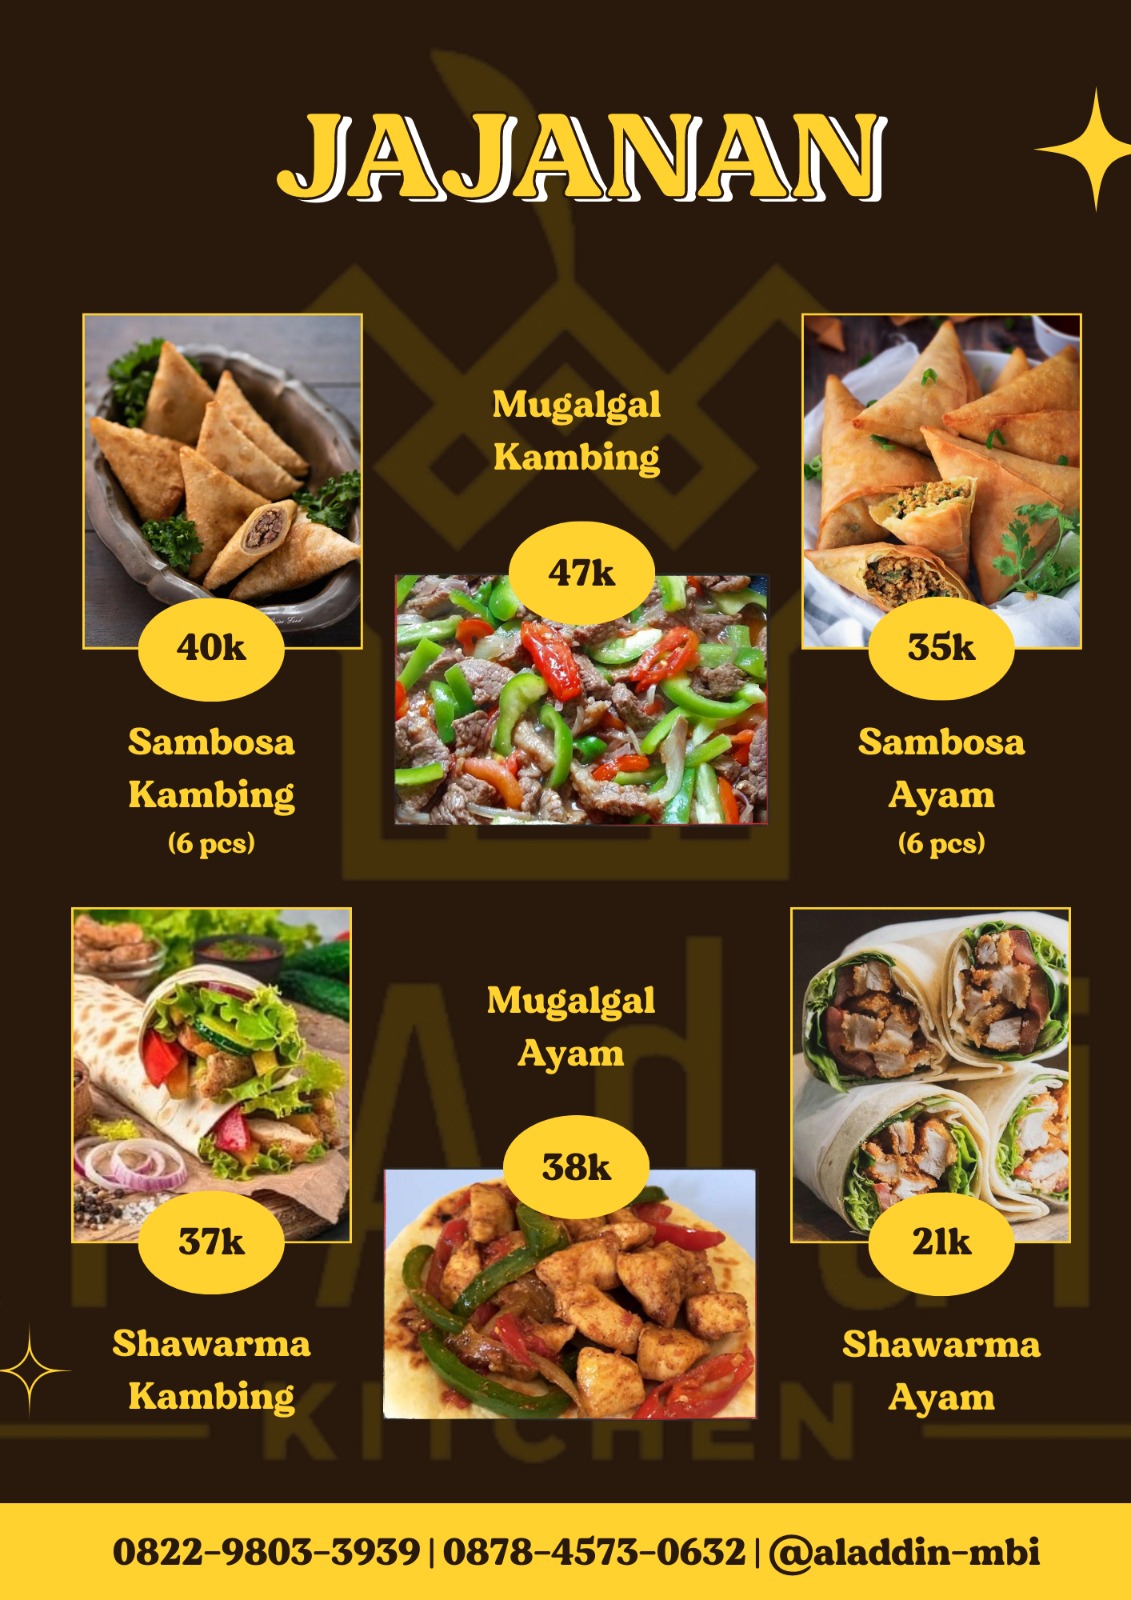 JAJANAN
Mugalgal
Kambing
47k
40k
Sambosa
Kambing
(6 pcs)
35k
Sambosa
Ayam
(6 pcs)
Mugalgal
Ayam
38k
37k
Shawarma
Kambing
21k
Shawarma
Ayam
KITCHEN
0822-9803-3939 | 0878-4573-0632 | @aladdin-mbi